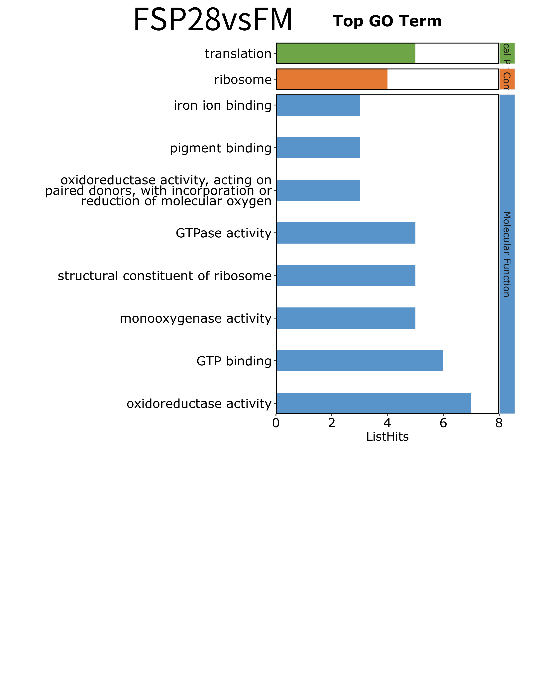 FSP28vsFM
Top GO Term
translation
ribosome
iron ion binding
pigment binding
oxidoreductase activity, acting on
paired donors, with incorporation or
reduction of molecular oxygen
GTPase activity
structural constituent of ribosome
monooxygenase activity
GTP binding
oxidoreductase activity
0 2 4 6 8
ListHits
Molecular Function